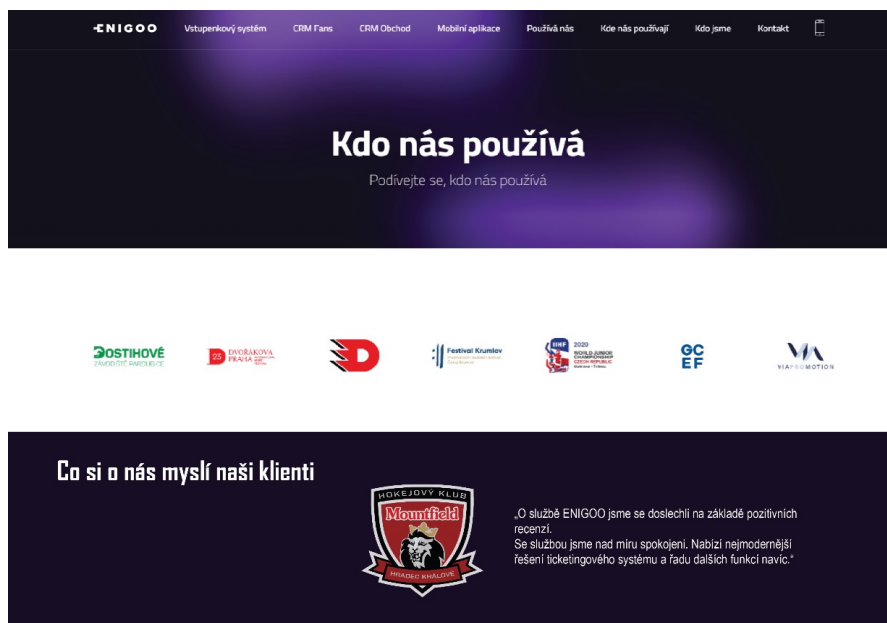 ENIGOO Vstupenkový systém CRM Fans CRM Obchod Mobilní aplikace Používá nás Kde nás používají Kdo jsme Kontakt
Kdo nás používá
Podívejte se, kdo nás používá
DOSTIHOVÉ
ZÁVODIŠTĚ PARDUBICE
23 DVOŘÁKOVA
PRAHA
D
Festival Krumlov
IIHF 2020
WORLD JUNIOR
CHAMPIONSHIP
CZECH REPUBLIC
GC
EF
VIAPROMOTION
Co si o nás myslí naši klienti
HOKEJOVÝ KLUB
Mountfield
HRADEC KRÁLOVÉ
„O službě ENIGOO jsme se doslechli na základě pozitivních
recenzí.
Se službou jsme nad míru spokojeni. Nabízí nejmodernější
řešení ticketingového systému a řadu dalších funkcí navíc.“